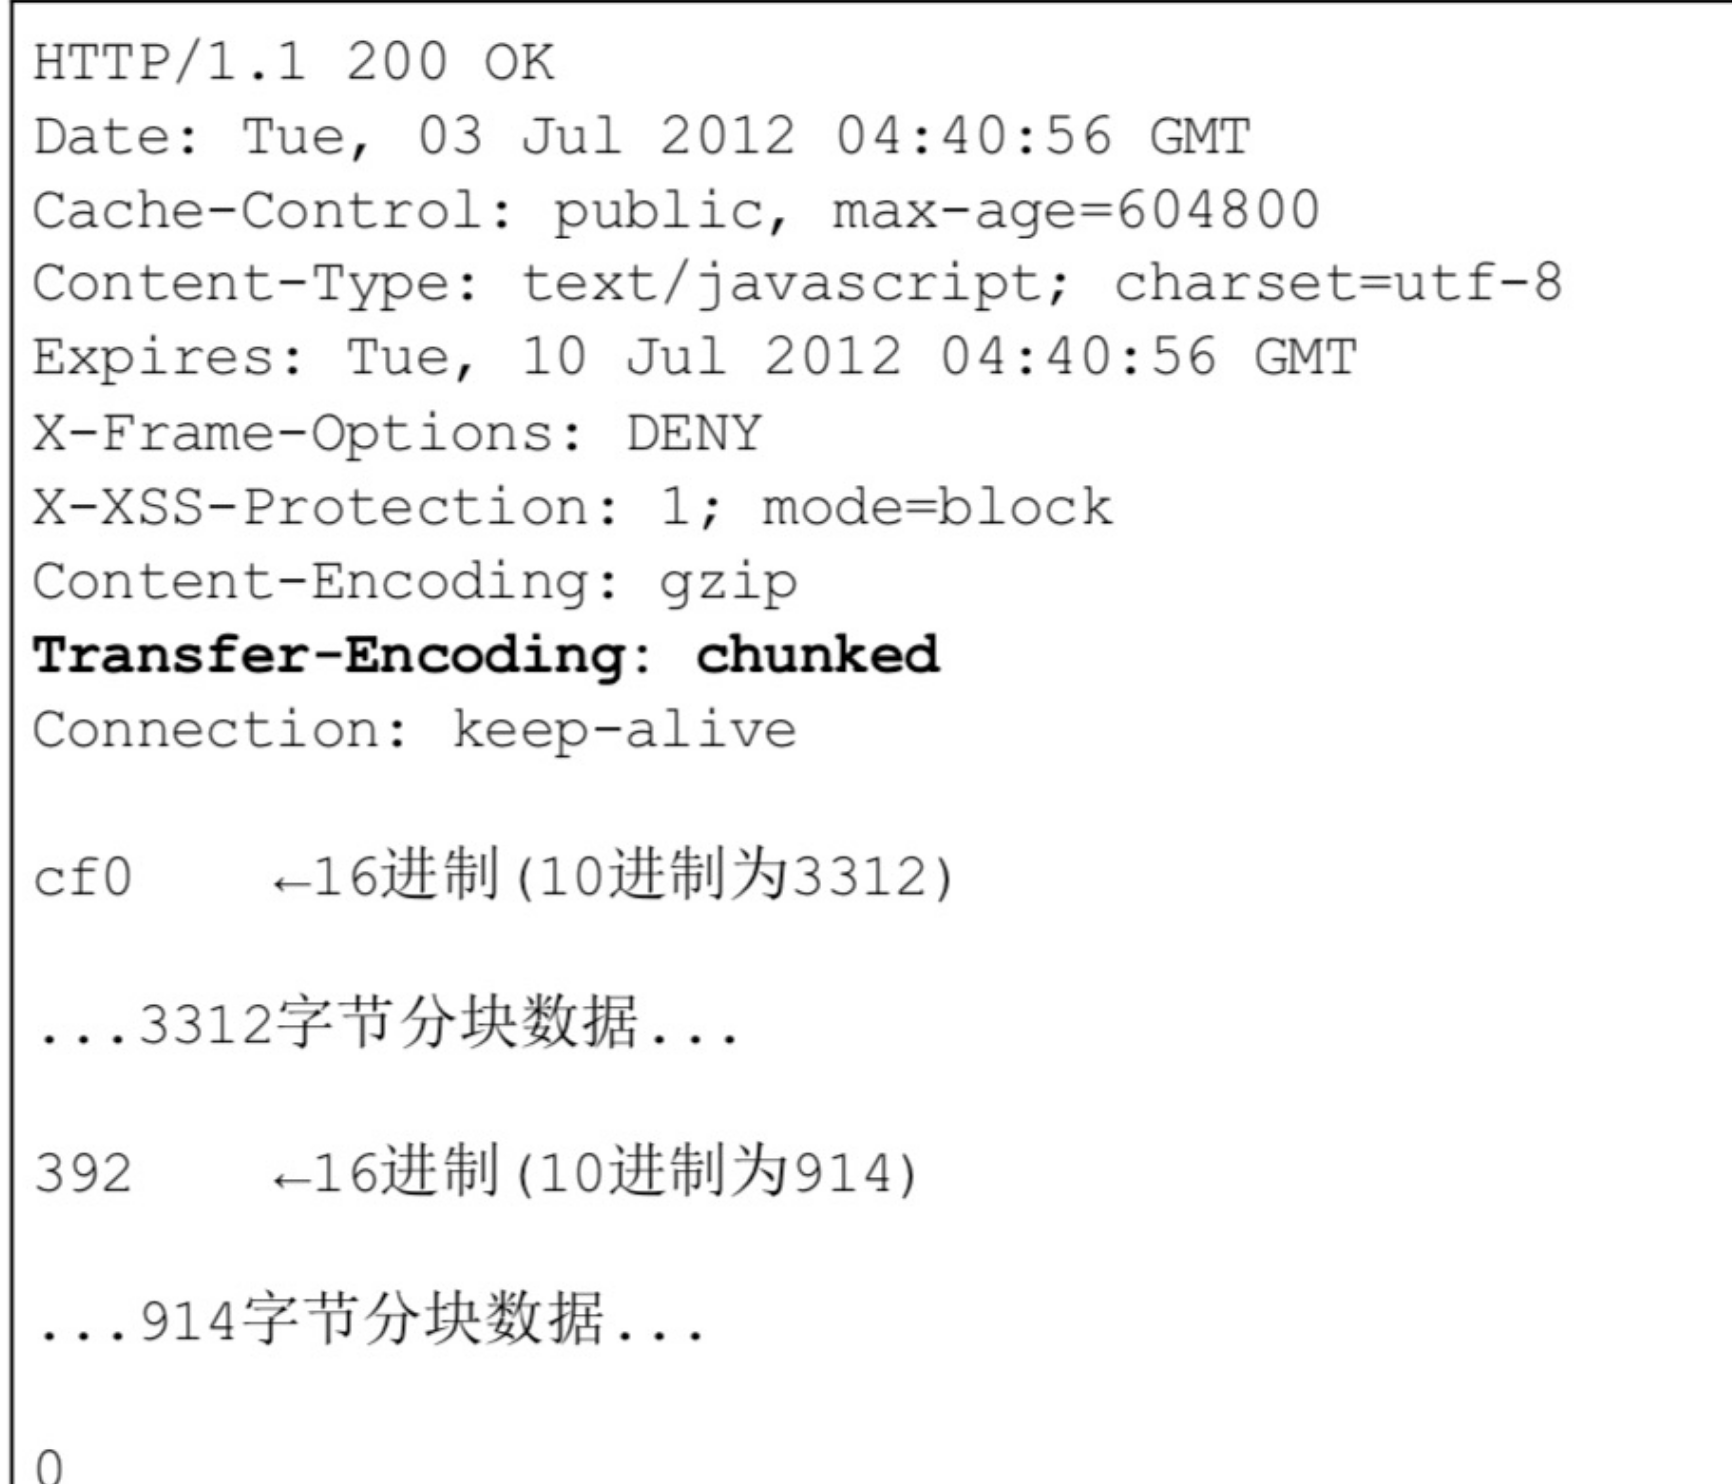 HTTP/1.1 200 OK
Date: Tue, 03 Jul 2012 04:40:56 GMT
Cache-Control: public, max-age=604800
Content-Type: text/javascript; charset=utf-8
Expires: Tue, 10 Jul 2012 04:40:56 GMT
X-Frame-Options: DENY
X-XSS-Protection: 1; mode=block
Content-Encoding: gzip
Transfer-Encoding: chunked
Connection: keep-alive
cf0 ←16进制(10进制为3312)
...3312字节分块数据...
392 ←16进制(10进制为914)
...914字节分块数据...
0